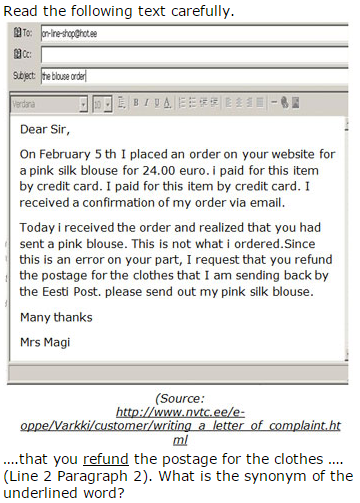 Read the following text carefully.
To: on-line-shop@hot.ee
Cc:
Subject: the blouse order
Verdana 10 B I U A
Dear Sir,
On February 5 th I placed an order on your website for
a pink silk blouse for 24.00 euro. i paid for this item
by credit card. I paid for this item by credit card. I
received a confirmation of my order via email.
Today i received the order and realized that you had
sent a pink blouse. This is not what i ordered.Since
this is an error on your part, I request that you refund
the postage for the clothes that I am sending back by
the Eesti Post. please send out my pink silk blouse.
Many thanks
Mrs Magi
(Source:
http://www.nvtc.ee/e-
oppe/Varkki/customer/writing_a_letter_of_complaint.ht
ml
....that you refund the postage for the clothes ....
(Line 2 Paragraph 2). What is the synonym of the
underlined word?